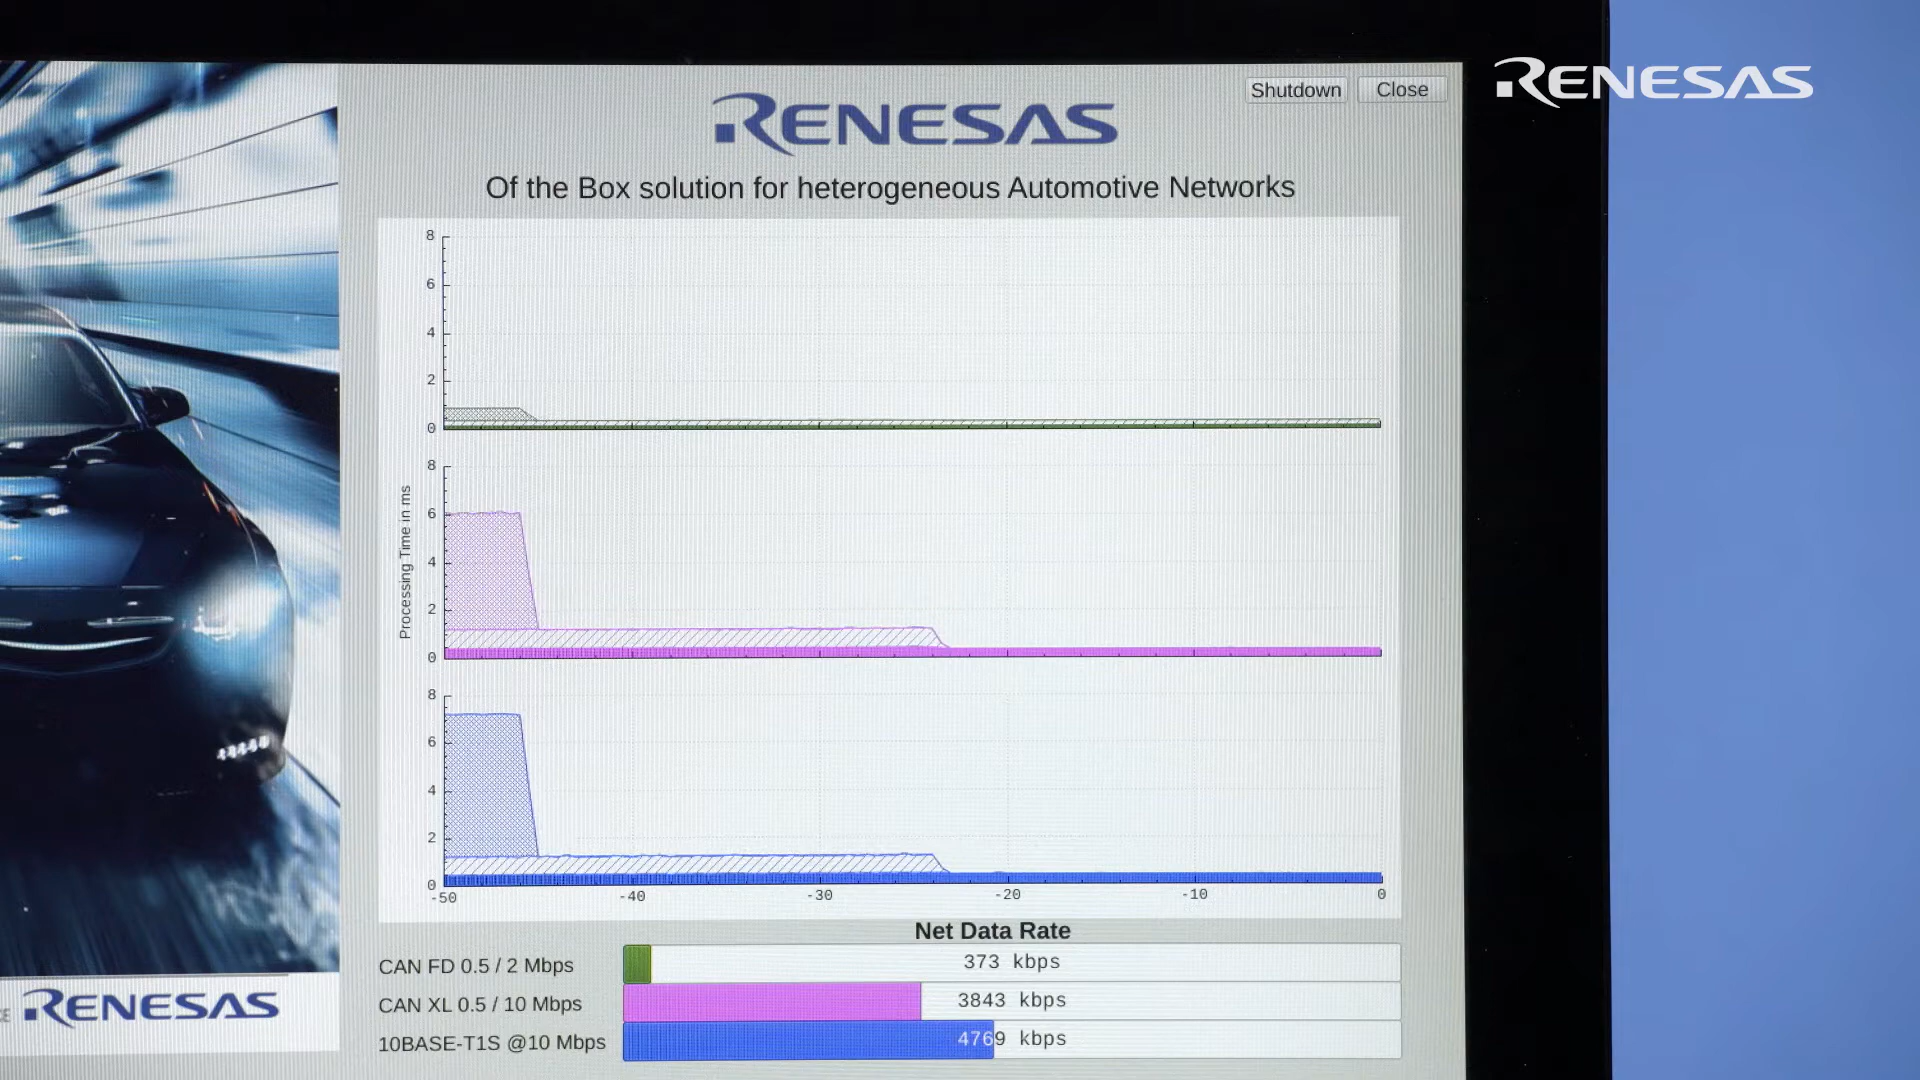 RENESAS
Shutdown
Close
RENESAS
Of the Box solution for heterogeneous Automotive Networks
8
6
4
2
0
8
6
4
2
0
Processing Time in ms
8
6
4
2
0
-50
-40
-30
-20
-10
0
Net Data Rate
CAN FD 0.5 / 2 Mbps
373 kbps
CAN XL 0.5 / 10 Mbps
3843 kbps
10BASE-T1S @10 Mbps
4769 kbps
RENESAS